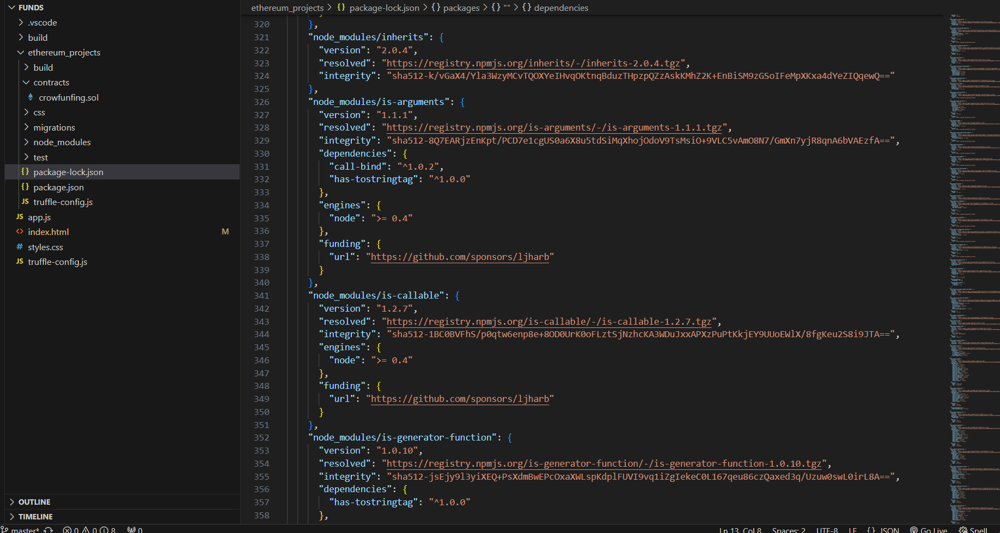 FUNDS
.vscode
build
ethereum_projects
build
contracts
crowfunfing.sol
css
migrations
node_modules
test
{} package-lock.json
{} package.json
JS truffle-config.js
JS app.js
<> index.html M
# styles.css
JS truffle-config.js
OUTLINE
TIMELINE
ethereum_projects > {} package-lock.json > {} packages > {} "" > {} dependencies
320 },
321 "node_modules/inherits": {
322 "version": "2.0.4",
323 "resolved": "https://registry.npmjs.org/inherits/-/inherits-2.0.4.tgz",
324 "integrity": "sha512-k/vGaX4/Yla3WzyMCvTQOXYeIHvqOKtnqBduzTHpzpQZzAskKMhZ2K+EnBiSM9zGSoIFeMpXKxa4dYeZIQqewQ=="
325 },
326 "node_modules/is-arguments": {
327 "version": "1.1.1",
328 "resolved": "https://registry.npmjs.org/is-arguments/-/is-arguments-1.1.1.tgz",
329 "integrity": "sha512-8Q7EARjzEnKpt/PCD7e1cgUS0a6X8u5tdSiMqXhojOdoV9TsMsiO+9VLC5vAmO8N7/GmXn7yjR8qnA6bVAEzfA==",
330 "dependencies": {
331 "call-bind": "^1.0.2",
332 "has-tostringtag": "^1.0.0"
333 },
334 "engines": {
335 "node": ">= 0.4"
336 },
337 "funding": {
338 "url": "https://github.com/sponsors/ljharb"
339 }
340 },
341 "node_modules/is-callable": {
342 "version": "1.2.7",
343 "resolved": "https://registry.npmjs.org/is-callable/-/is-callable-1.2.7.tgz",
344 "integrity": "sha512-1BC0BVFhS/p0qtw6enp8e+8OD0UrK0oFLztSjNzhcKA3WDuJxxAPXzPuPtKkjEY9UUoEWlX/8fgKeu2S8i9JTA==",
345 "engines": {
346 "node": ">= 0.4"
347 },
348 "funding": {
349 "url": "https://github.com/sponsors/ljharb"
350 }
351 },
352 "node_modules/is-generator-function": {
353 "version": "1.0.10",
354 "resolved": "https://registry.npmjs.org/is-generator-function/-/is-generator-function-1.0.10.tgz",
355 "integrity": "sha512-jsEjy9l3yiXEQ+PsXdmBwEPcOxaXWLspKdplFUVI9vq1iZgIekeC0L167qeu86czQaxed3q/Uzuw0swL0irL8A==",
356 "dependencies": {
357 "has-tostringtag": "^1.0.0"
358 },
master* 0 0 8 0 Ln 13, Col 8 Spaces: 2 UTF-8 LF {} JSON Go Live Spell